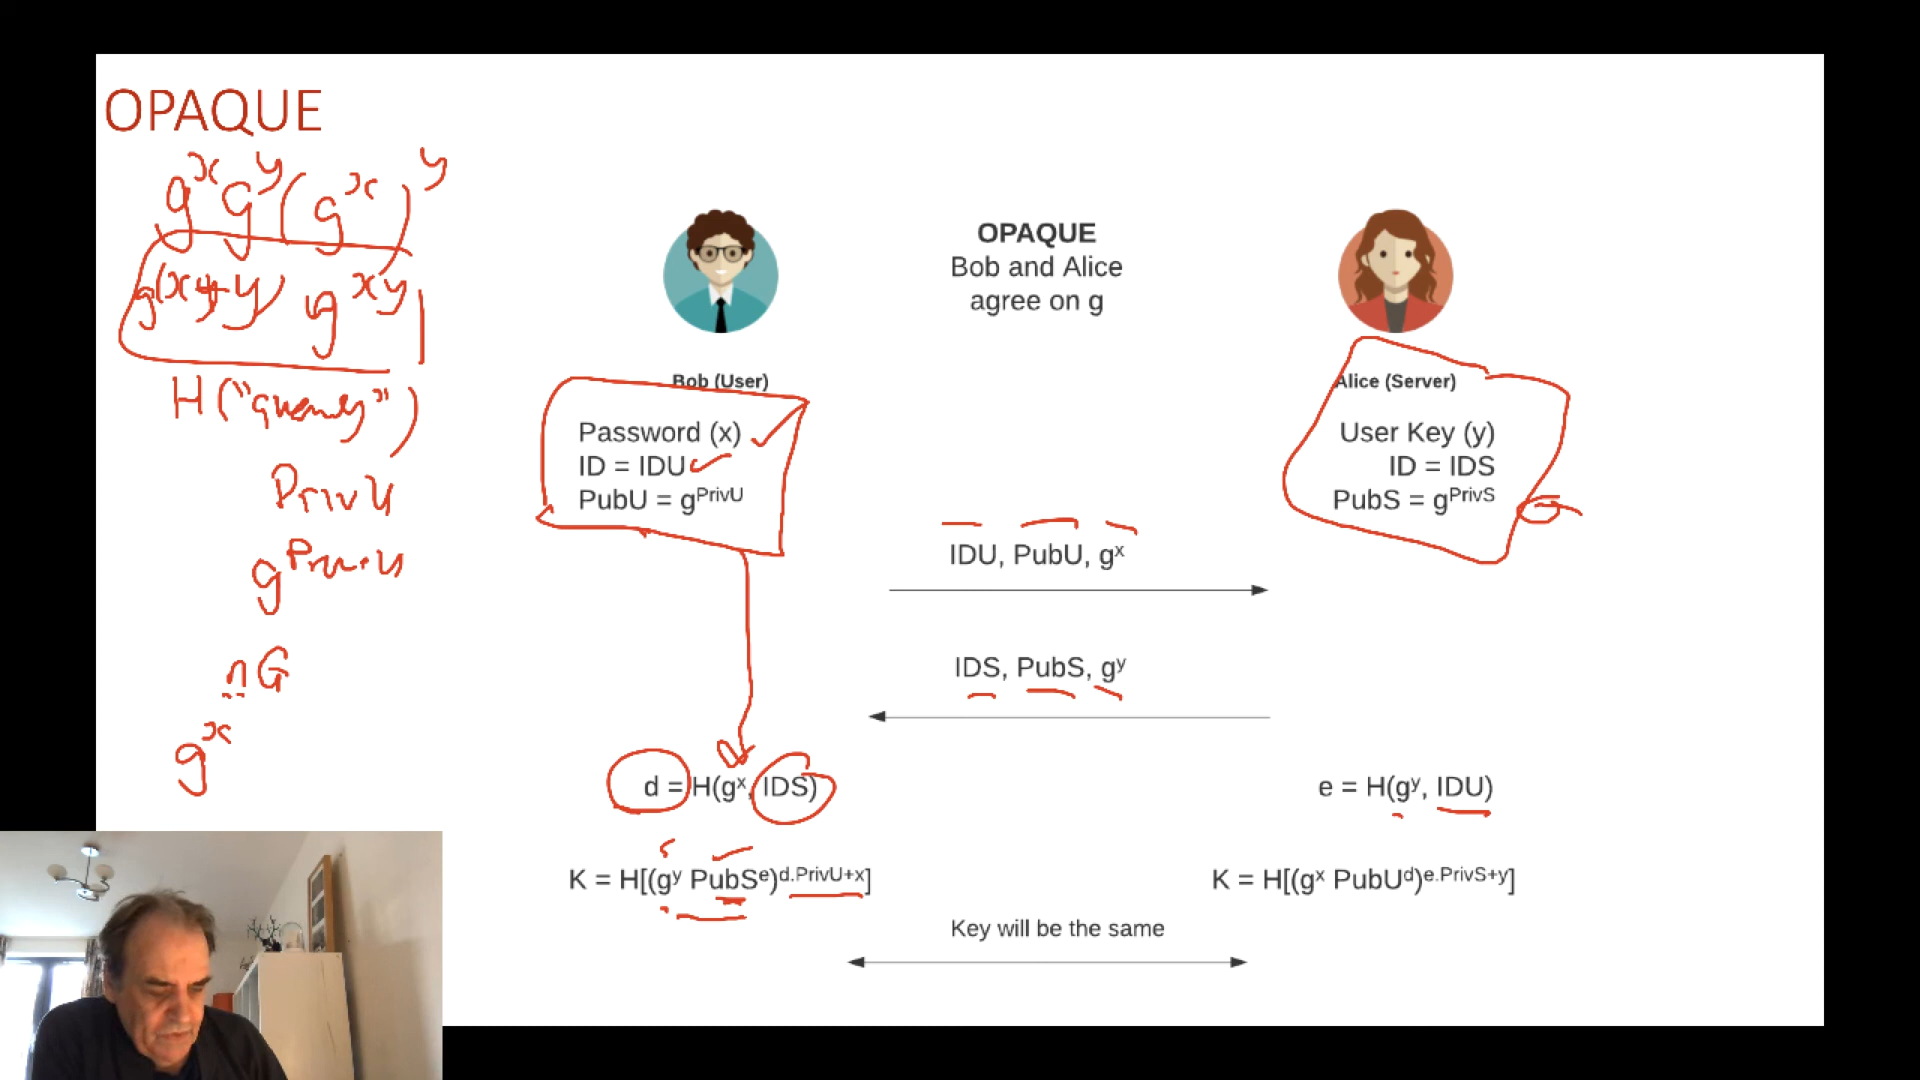 OPAQUE
g^x g^y (g^x)^y
g^(x+y) g^xy
H(" ")
PrivU
g^PrivU
nG
g^x
OPAQUE
Bob and Alice
agree on g
Bob (User)
Password (x)
ID = IDU
PubU = g^PrivU
Alice (Server)
User Key (y)
ID = IDS
PubS = g^PrivS
IDU, PubU, g^x
IDS, PubS, g^y
d = H(g^x, IDS)
e = H(g^y, IDU)
K = H[(g^y PubS^e)^d.PrivU+x]
K = H[(g^x PubU^d)^e.PrivS+y]
Key will be the same